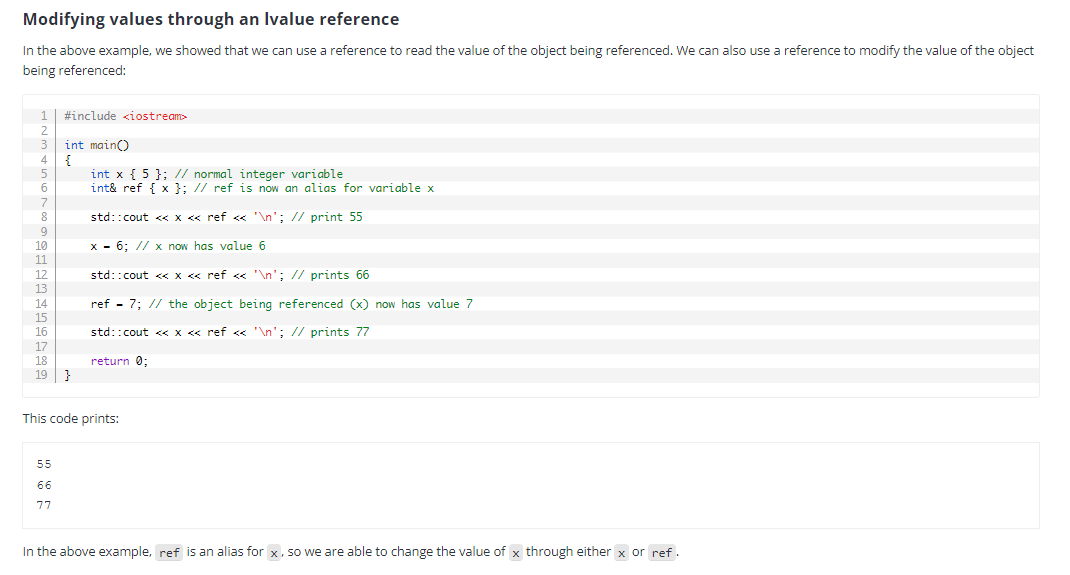 Modifying values through an lvalue reference
In the above example, we showed that we can use a reference to read the value of the object being referenced. We can also use a reference to modify the value of the object
being referenced:
1 #include <iostream>
2
3 int main()
4 {
5 int x { 5 }; // normal integer variable
6 int& ref { x }; // ref is now an alias for variable x
7
8 std::cout << x << ref << '\n'; // print 55
9
10 x = 6; // x now has value 6
11
12 std::cout << x << ref << '\n'; // prints 66
13
14 ref = 7; // the object being referenced (x) now has value 7
15
16 std::cout << x << ref << '\n'; // prints 77
17
18 return 0;
19 }
This code prints:
55
66
77
In the above example, ref is an alias for x, so we are able to change the value of x through either x or ref.